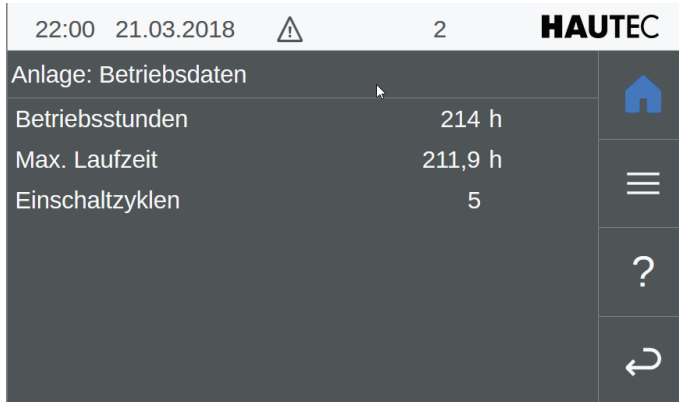 22:00 21.03.2018 2 HAUTEC
Anlage: Betriebsdaten
Betriebsstunden 214 h
Max. Laufzeit 211,9 h
Einschaltzyklen 5
?